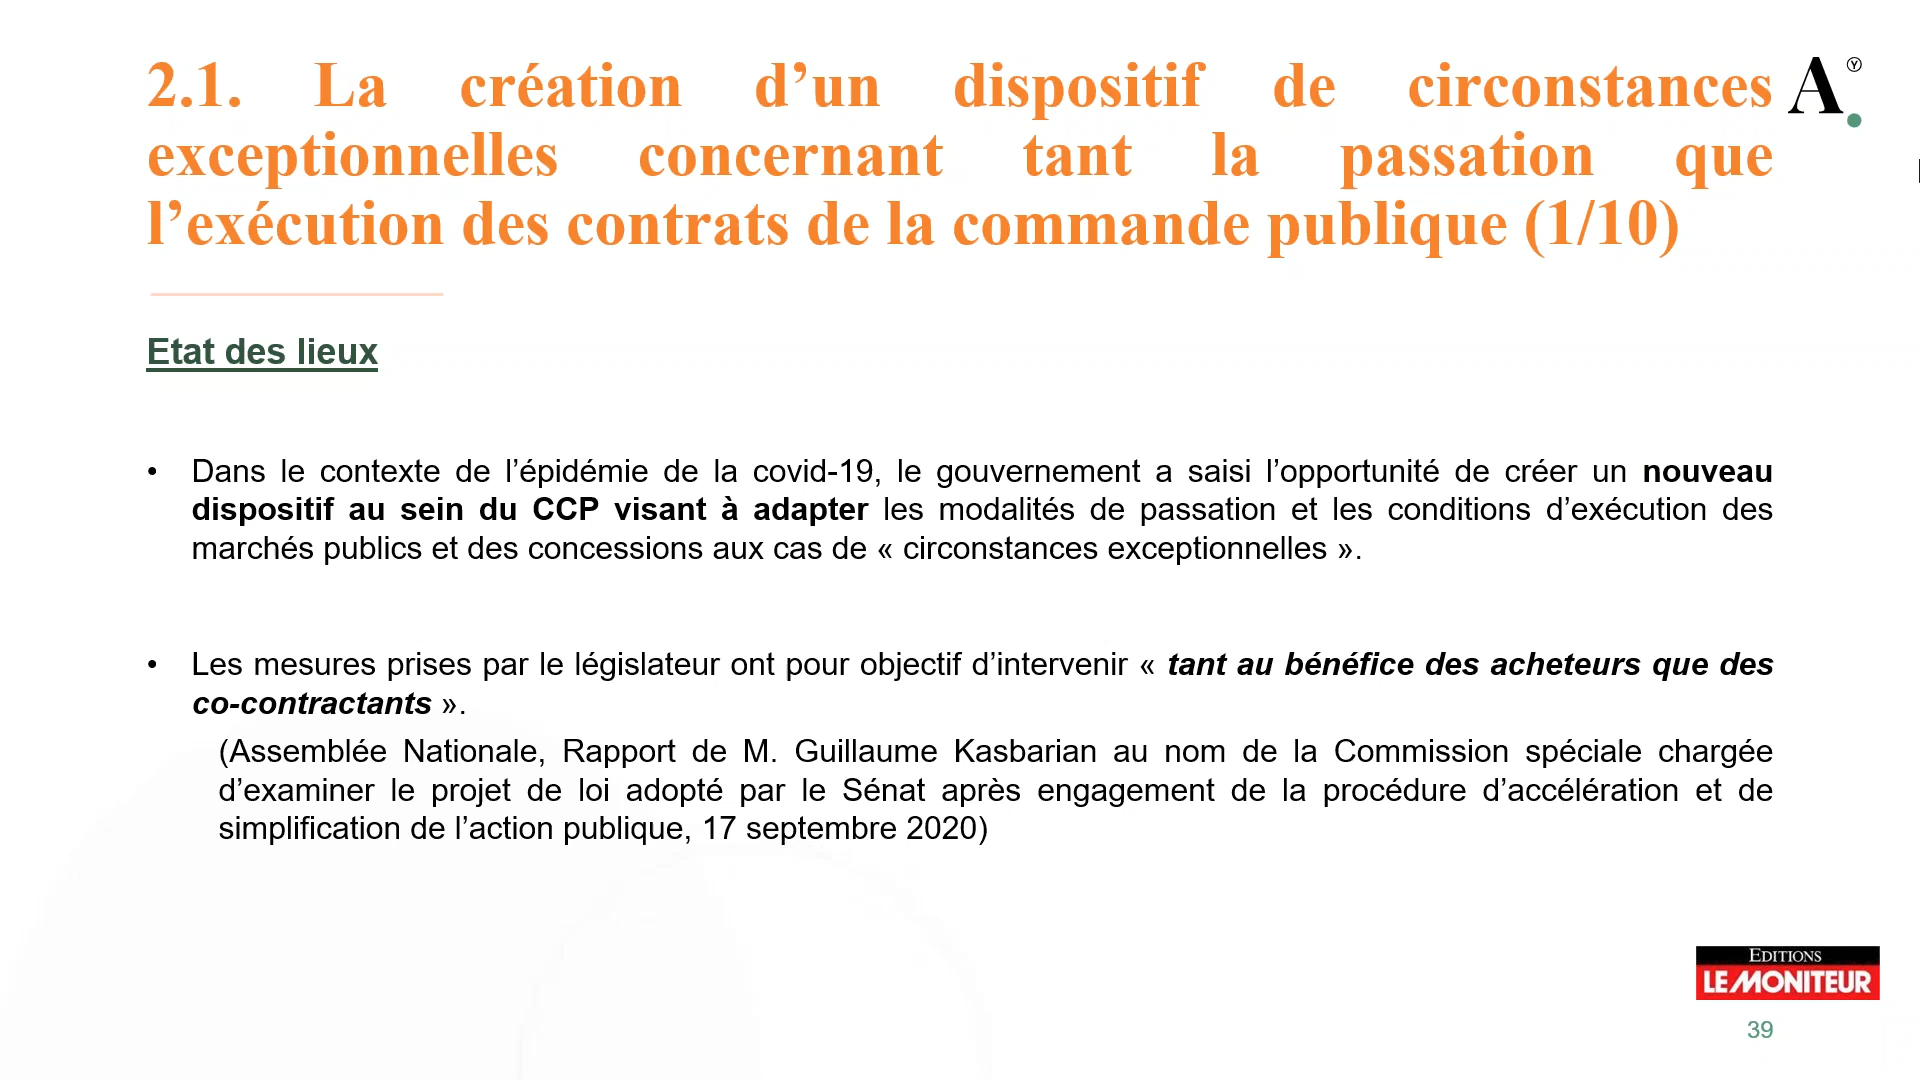 2.1. La création d’un dispositif de circonstances
exceptionnelles concernant tant la passation que
l’exécution des contrats de la commande publique (1/10)
A
Y
Etat des lieux
• Dans le contexte de l’épidémie de la covid-19, le gouvernement a saisi l’opportunité de créer un nouveau
dispositif au sein du CCP visant à adapter les modalités de passation et les conditions d’exécution des
marchés publics et des concessions aux cas de « circonstances exceptionnelles ».
• Les mesures prises par le législateur ont pour objectif d’intervenir « tant au bénéfice des acheteurs que des
co-contractants ».
(Assemblée Nationale, Rapport de M. Guillaume Kasbarian au nom de la Commission spéciale chargée
d’examiner le projet de loi adopté par le Sénat après engagement de la procédure d’accélération et de
simplification de l’action publique, 17 septembre 2020)
EDITIONS
LE MONITEUR
39